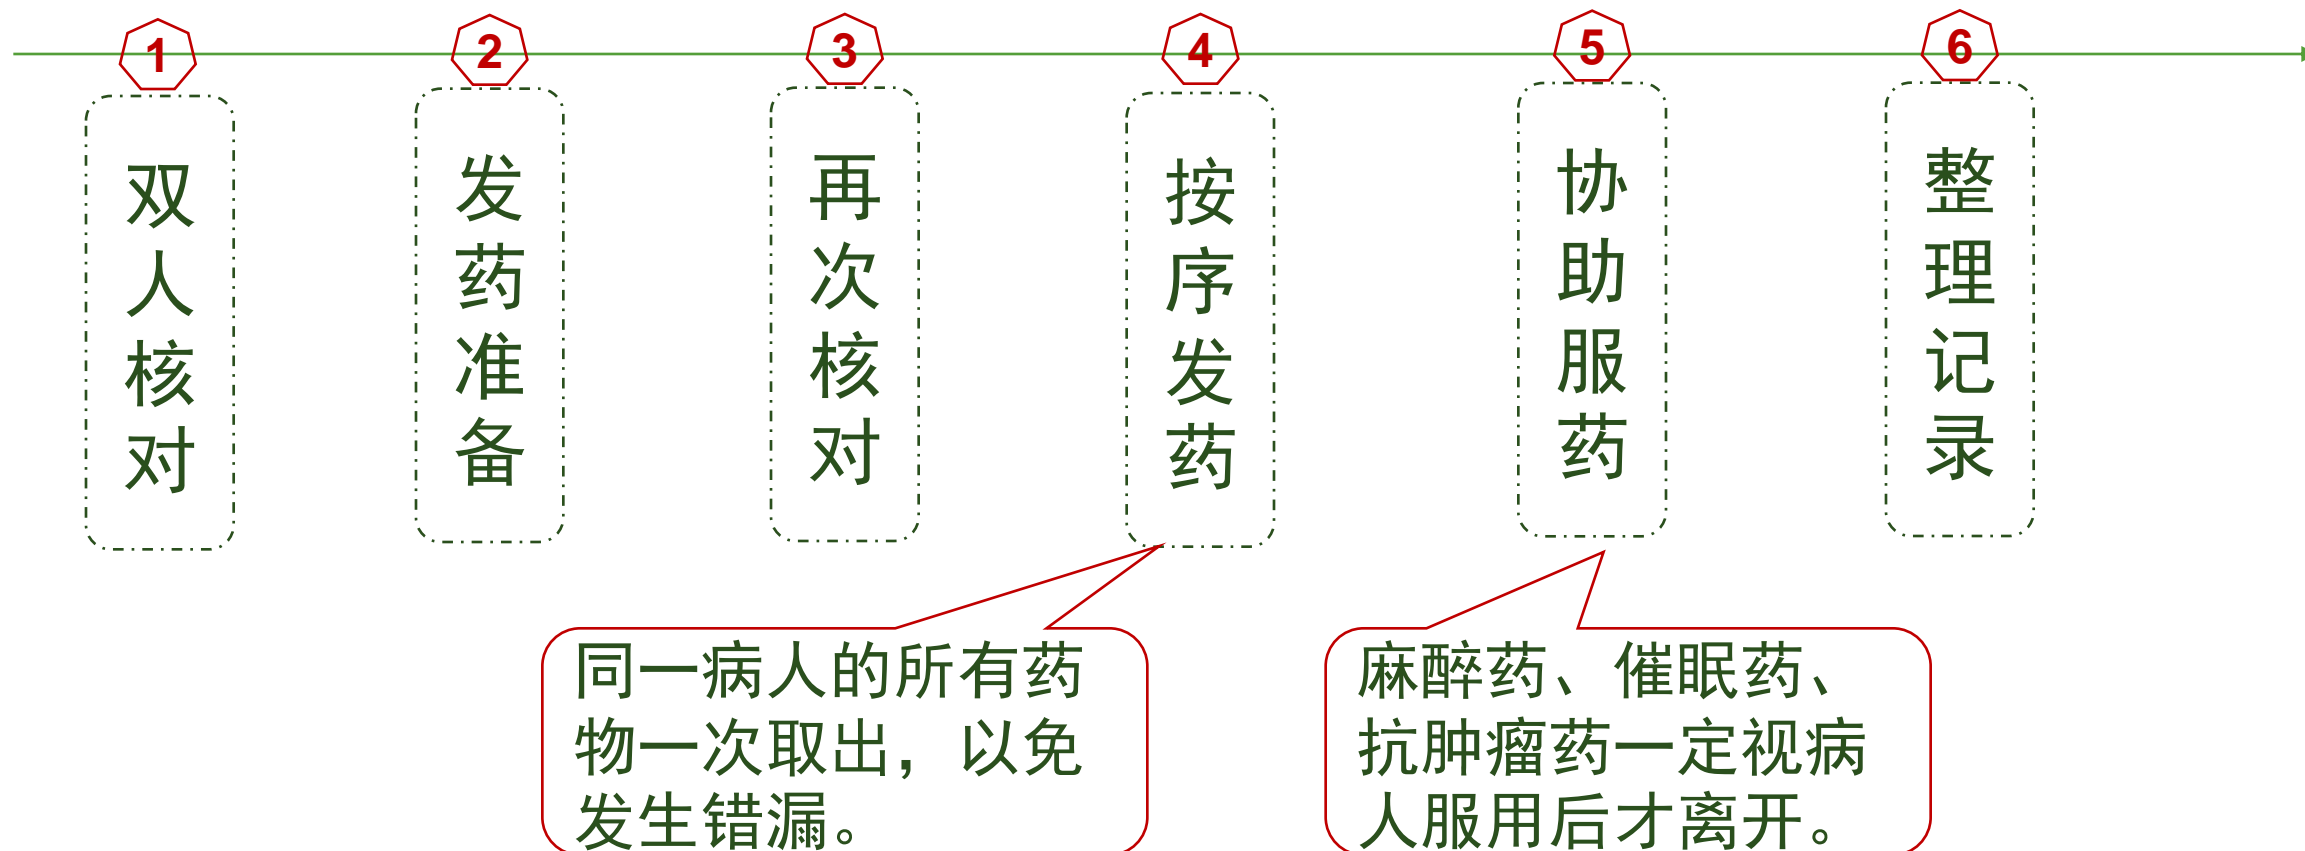 1
双人核对
2
发药准备
3
再次核对
4
按序发药
5
协助服药
6
整理记录
同一病人的所有药
物一次取出，以免
发生错漏。
麻醉药、催眠药、
抗肿瘤药一定视病
人服用后才离开。